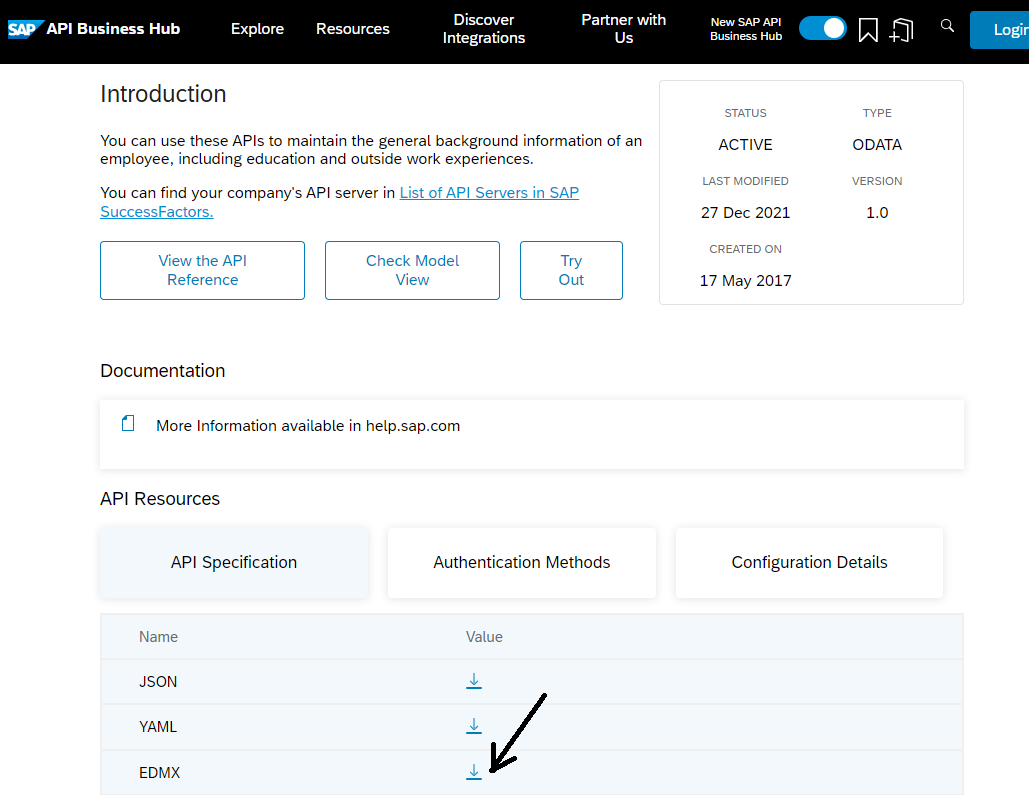 SAP API Business Hub
Explore
Resources
Discover
Integrations
Partner with
Us
New SAP API
Business Hub
Login
Introduction
You can use these APIs to maintain the general background information of an
employee, including education and outside work experiences.
You can find your company's API server in List of API Servers in SAP
SuccessFactors.
View the API
Reference
Check Model
View
Try
Out
STATUS
ACTIVE
TYPE
ODATA
LAST MODIFIED
27 Dec 2021
VERSION
1.0
CREATED ON
17 May 2017
Documentation
More Information available in help.sap.com
API Resources
API Specification
Authentication Methods
Configuration Details
Name Value
JSON
YAML
EDMX